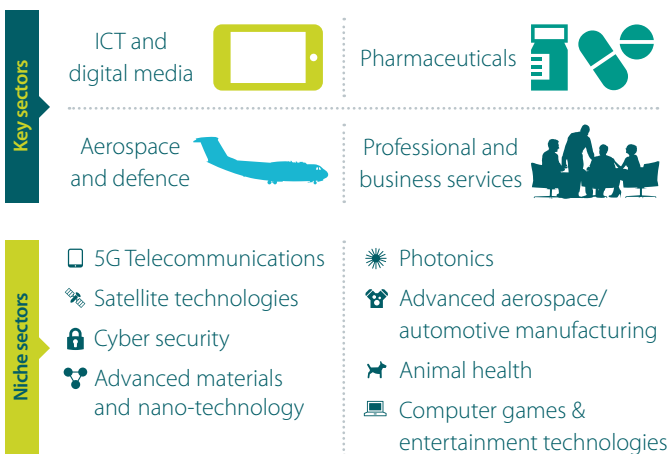 Key sectors
ICT and
digital media
Pharmaceuticals
Aerospace
and defence
Professional and
business services
Niche sectors
5G Telecommunications
Satellite technologies
Cyber security
Advanced materials
and nano-technology
Photonics
Advanced aerospace/
automotive manufacturing
Animal health
Computer games &
entertainment technologies